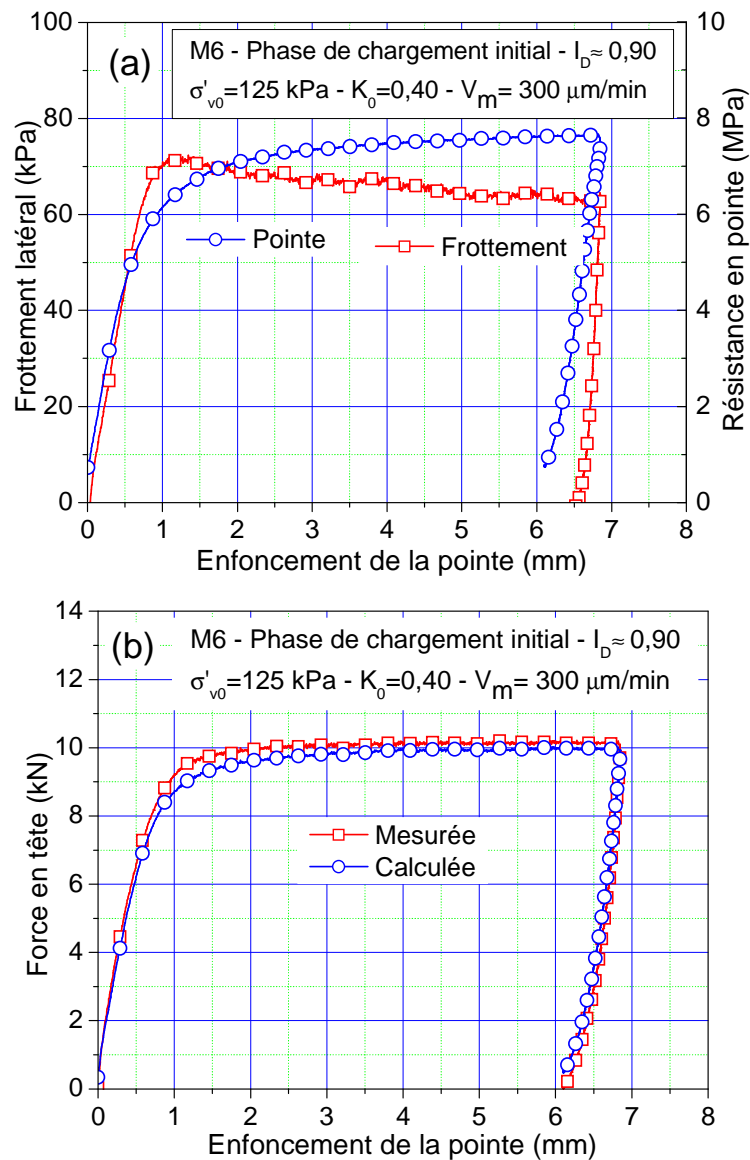 100
10
(a)
M6 - Phase de chargement initial - I_D≈ 0,90
σ'_v0=125 kPa - K_0=0,40 - V_m= 300 μm/min
80
8
60
6
Pointe
Frottement
40
4
20
2
0
0
Frottement latéral (kPa)
Résistance en pointe (MPa)
0 1 2 3 4 5 6 7 8
Enfoncement de la pointe (mm)
14
(b)
M6 - Phase de chargement initial - I_D≈ 0,90
σ'_v0=125 kPa - K_0=0,40 - V_m= 300 μm/min
12
10
8
Mesurée
Calculée
6
4
2
0
Force en tête (kN)
0 1 2 3 4 5 6 7 8
Enfoncement de la pointe (mm)